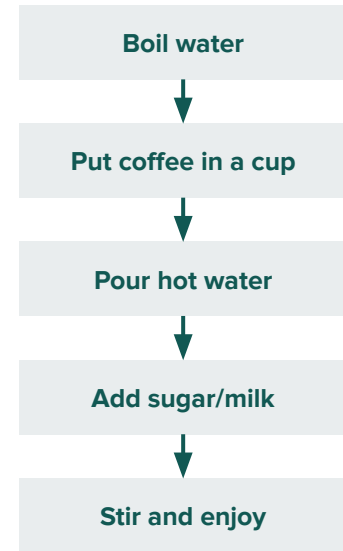 Boil water
Put coffee in a cup
Pour hot water
Add sugar/milk
Stir and enjoy